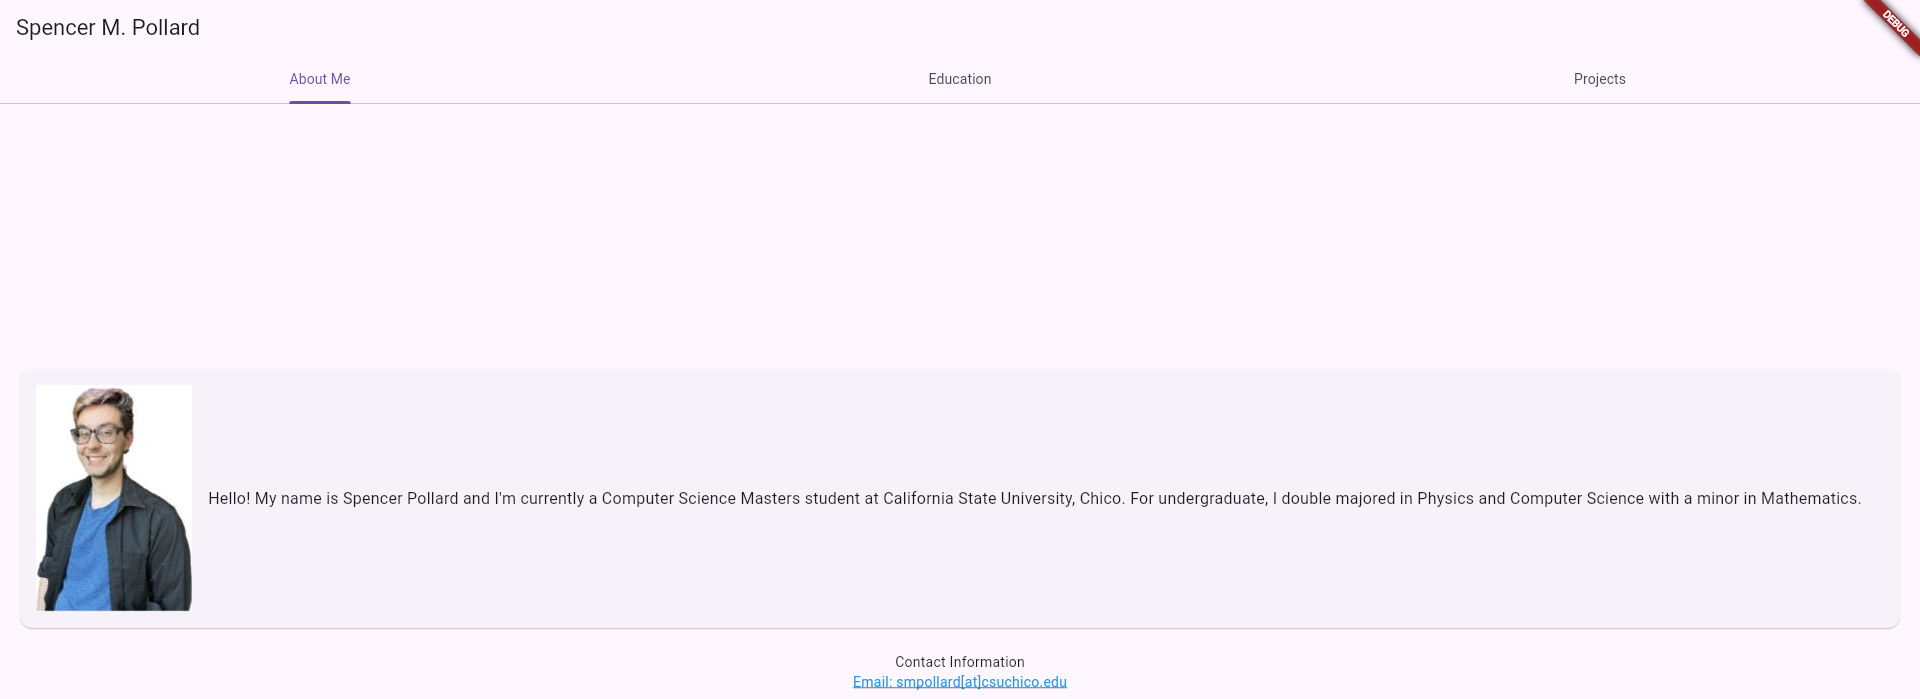 Spencer M. Pollard
DEBUG
About Me
Education
Projects
Hello! My name is Spencer Pollard and I'm currently a Computer Science Masters student at California State University, Chico. For undergraduate, I double majored in Physics and Computer Science with a minor in Mathematics.
Contact Information
Email: smpollard[at]csuchico.edu